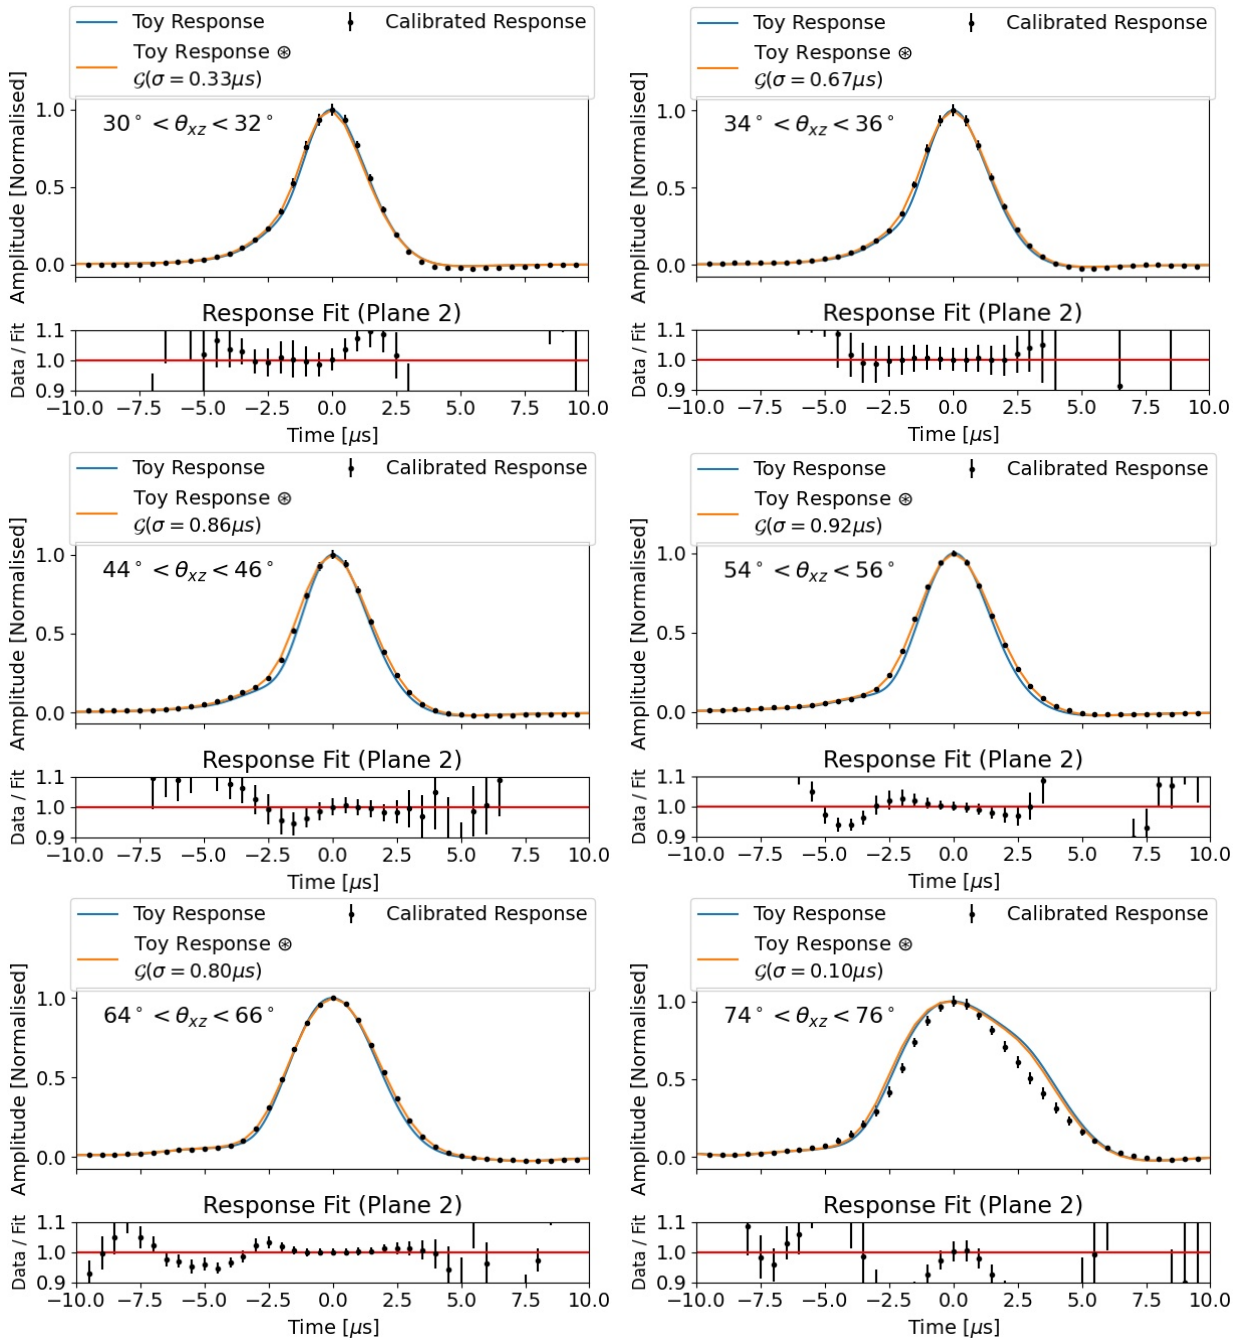 Toy Response
Calibrated Response
Toy Response ⊛
𝒢(σ = 0.33μs)
30° < θxz < 32°
Amplitude [Normalised]
1.0
0.5
0.0
Response Fit (Plane 2)
Data / Fit
1.1
1.0
0.9
−10.0 −7.5 −5.0 −2.5 0.0 2.5 5.0 7.5 10.0
Time [μs]
Toy Response
Calibrated Response
Toy Response ⊛
𝒢(σ = 0.67μs)
34° < θxz < 36°
Amplitude [Normalised]
1.0
0.5
0.0
Response Fit (Plane 2)
Data / Fit
1.1
1.0
0.9
−10.0 −7.5 −5.0 −2.5 0.0 2.5 5.0 7.5 10.0
Time [μs]
Toy Response
Calibrated Response
Toy Response ⊛
𝒢(σ = 0.86μs)
44° < θxz < 46°
Amplitude [Normalised]
1.0
0.5
0.0
Response Fit (Plane 2)
Data / Fit
1.1
1.0
0.9
−10.0 −7.5 −5.0 −2.5 0.0 2.5 5.0 7.5 10.0
Time [μs]
Toy Response
Calibrated Response
Toy Response ⊛
𝒢(σ = 0.92μs)
54° < θxz < 56°
Amplitude [Normalised]
1.0
0.5
0.0
Response Fit (Plane 2)
Data / Fit
1.1
1.0
0.9
−10.0 −7.5 −5.0 −2.5 0.0 2.5 5.0 7.5 10.0
Time [μs]
Toy Response
Calibrated Response
Toy Response ⊛
𝒢(σ = 0.80μs)
64° < θxz < 66°
Amplitude [Normalised]
1.0
0.5
0.0
Response Fit (Plane 2)
Data / Fit
1.1
1.0
0.9
−10.0 −7.5 −5.0 −2.5 0.0 2.5 5.0 7.5 10.0
Time [μs]
Toy Response
Calibrated Response
Toy Response ⊛
𝒢(σ = 0.10μs)
74° < θxz < 76°
Amplitude [Normalised]
1.0
0.5
0.0
Response Fit (Plane 2)
Data / Fit
1.1
1.0
0.9
−10.0 −7.5 −5.0 −2.5 0.0 2.5 5.0 7.5 10.0
Time [μs]